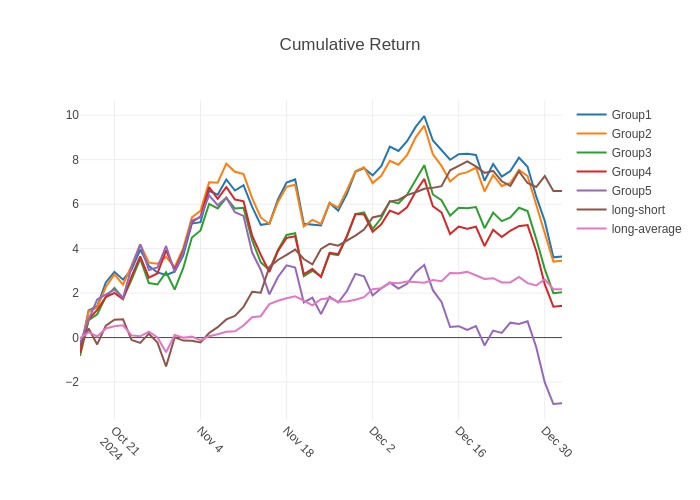 Cumulative Return
10
8
6
4
2
0
−2
Oct 21
2024
Nov 4
Nov 18
Dec 2
Dec 16
Dec 30
Group1
Group2
Group3
Group4
Group5
long-short
long-average